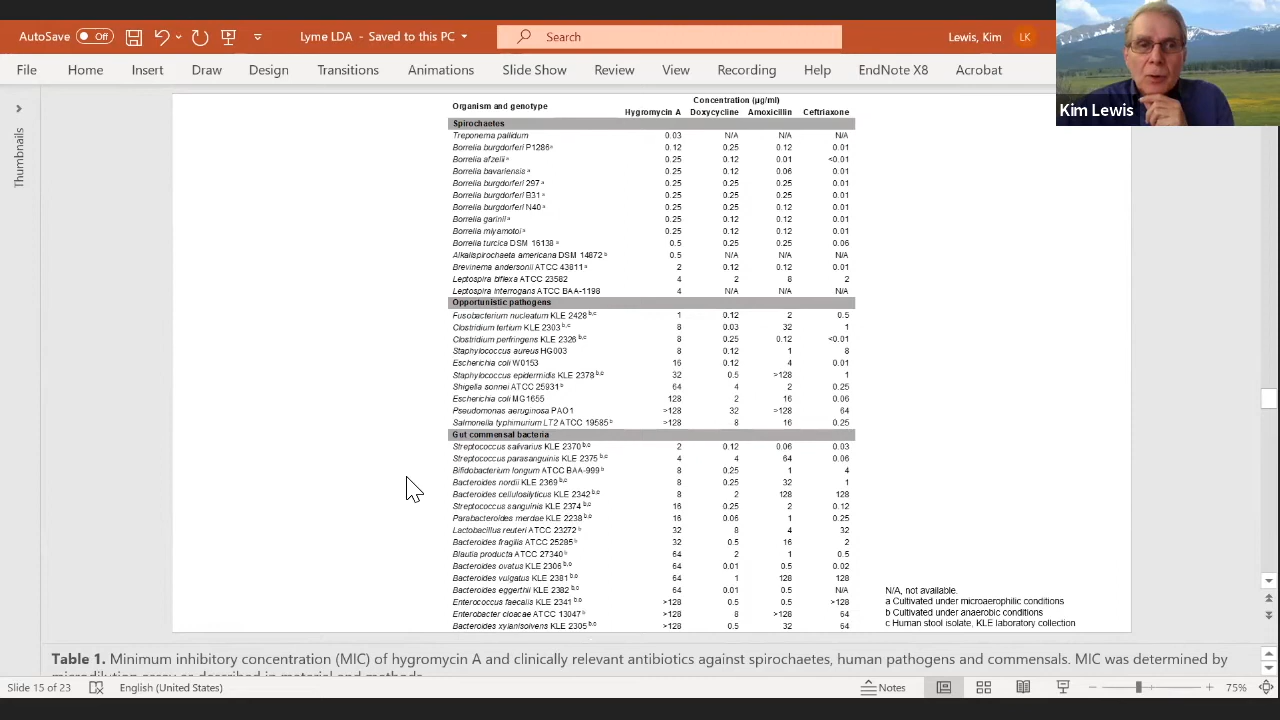 AutoSave Off Lyme LDA - Saved to this PC Search Lewis, Kim LK
File Home Insert Draw Design Transitions Animations Slide Show Review View Recording Help EndNote X8 Acrobat
Kim Lewis
Thumbnails
Concentration (µg/ml)
Organism and genotype Hygromycin A Doxycycline Amoxicillin Ceftriaxone
Spirochaetes
Treponema pallidum 0.03 N/A N/A N/A
Borrelia burgdorferi P1286ᵃ 0.12 0.25 0.12 0.01
Borrelia afzelii ᵃ 0.25 0.12 0.01 <0.01
Borrelia bavariensis ᵃ 0.25 0.12 0.06 0.01
Borrelia burgdorferi 297 ᵃ 0.25 0.25 0.25 0.01
Borrelia burgdorferi B31 ᵃ 0.25 0.25 0.25 0.01
Borrelia burgdorferi N40 ᵃ 0.25 0.25 0.12 0.01
Borrelia garinii ᵃ 0.25 0.12 0.12 0.01
Borrelia miyamotoi ᵃ 0.25 0.12 0.12 0.01
Borrelia turcica DSM 16138 ᵃ 0.5 0.25 0.25 0.06
Alkalispirochaeta americana DSM 14872 ᵇ 0.5 N/A N/A N/A
Brevinema andersonii ATCC 43811ᵃ 2 0.12 0.12 0.01
Leptospira biflexa ATCC 23582 4 2 8 2
Leptospira interrogans ATCC BAA-1198 4 N/A N/A N/A
Opportunistic pathogens
Fusobacterium nucleatum KLE 2428 ᵇ,ᶜ 1 0.12 2 0.5
Clostridium tertium KLE 2303 ᵇ,ᶜ 8 0.03 32 1
Clostridium perfringens KLE 2326 ᵇ,ᶜ 8 0.25 0.12 <0.01
Staphylococcus aureus HG003 8 0.12 1 8
Escherichia coli W0153 16 0.12 4 0.01
Staphylococcus epidermidis KLE 2378 ᵇ,ᶜ 32 0.5 >128 1
Shigella sonnei ATCC 25931ᵇ 64 4 2 0.25
Escherichia coli MG1655 128 2 16 0.06
Pseudomonas aeruginosa PAO1 >128 32 >128 64
Salmonella typhimurium LT2 ATCC 19585 ᵇ >128 8 16 0.25
Gut commensal bacteria
Streptococcus salivarius KLE 2370 ᵇ,ᶜ 2 0.12 0.06 0.03
Streptococcus parasanguinis KLE 2375 ᵇ,ᶜ 4 4 64 0.06
Bifidobacterium longum ATCC BAA-999 ᵇ 8 0.25 1 4
Bacteroides nordii KLE 2369 ᵇ,ᶜ 8 0.25 32 1
Bacteroides cellulosilyticus KLE 2342 ᵇ,ᶜ 8 2 128 128
Streptococcus sanguinis KLE 2374 ᵇ,ᶜ 16 0.25 2 0.12
Parabacteroides merdae KLE 2238 ᵇ,ᶜ 16 0.06 1 0.25
Lactobacillus reuteri ATCC 23272 ᵇ 32 8 4 32
Bacteroides fragilis ATCC 25285 ᵇ 32 0.5 16 2
Blautia producta ATCC 27340 ᵇ 64 2 1 0.5
Bacteroides ovatus KLE 2306 ᵇ,ᶜ 64 0.01 0.5 0.02
Bacteroides vulgatus KLE 2381 ᵇ,ᶜ 64 1 128 128
Bacteroides eggerthii KLE 2382 ᵇ,ᶜ 64 0.01 0.5 N/A
Enterococcus faecalis KLE 2341 ᵇ,ᶜ >128 0.5 0.5 >128
Enterobacter cloacae ATCC 13047 ᵇ >128 8 >128 64
Bacteroides xylanisolvens KLE 2305 ᵇ,ᶜ >128 0.5 32 64
N/A, not available.
a Cultivated under microaerophilic conditions
b Cultivated under anaerobic conditions
c Human stool isolate, KLE laboratory collection
Table 1. Minimum inhibitory concentration (MIC) of hygromycin A and clinically relevant antibiotics against spirochaetes, human pathogens and commensals. MIC was determined by
microdilution assay as described in material and methods.
Slide 15 of 23 English (United States) Notes 75%